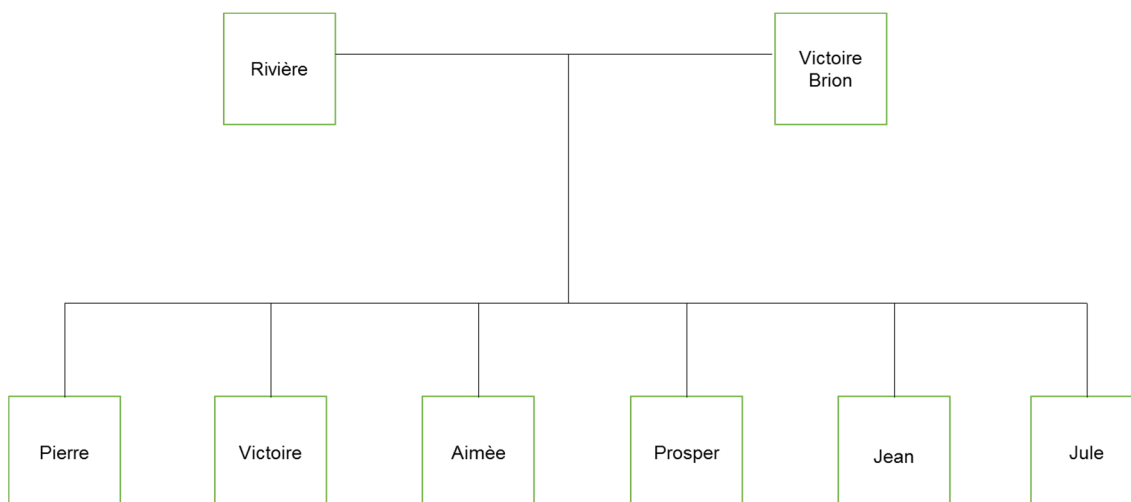 Rivière
Victoire
Brion
Pierre
Victoire
Aimèe
Prosper
Jean
Jule